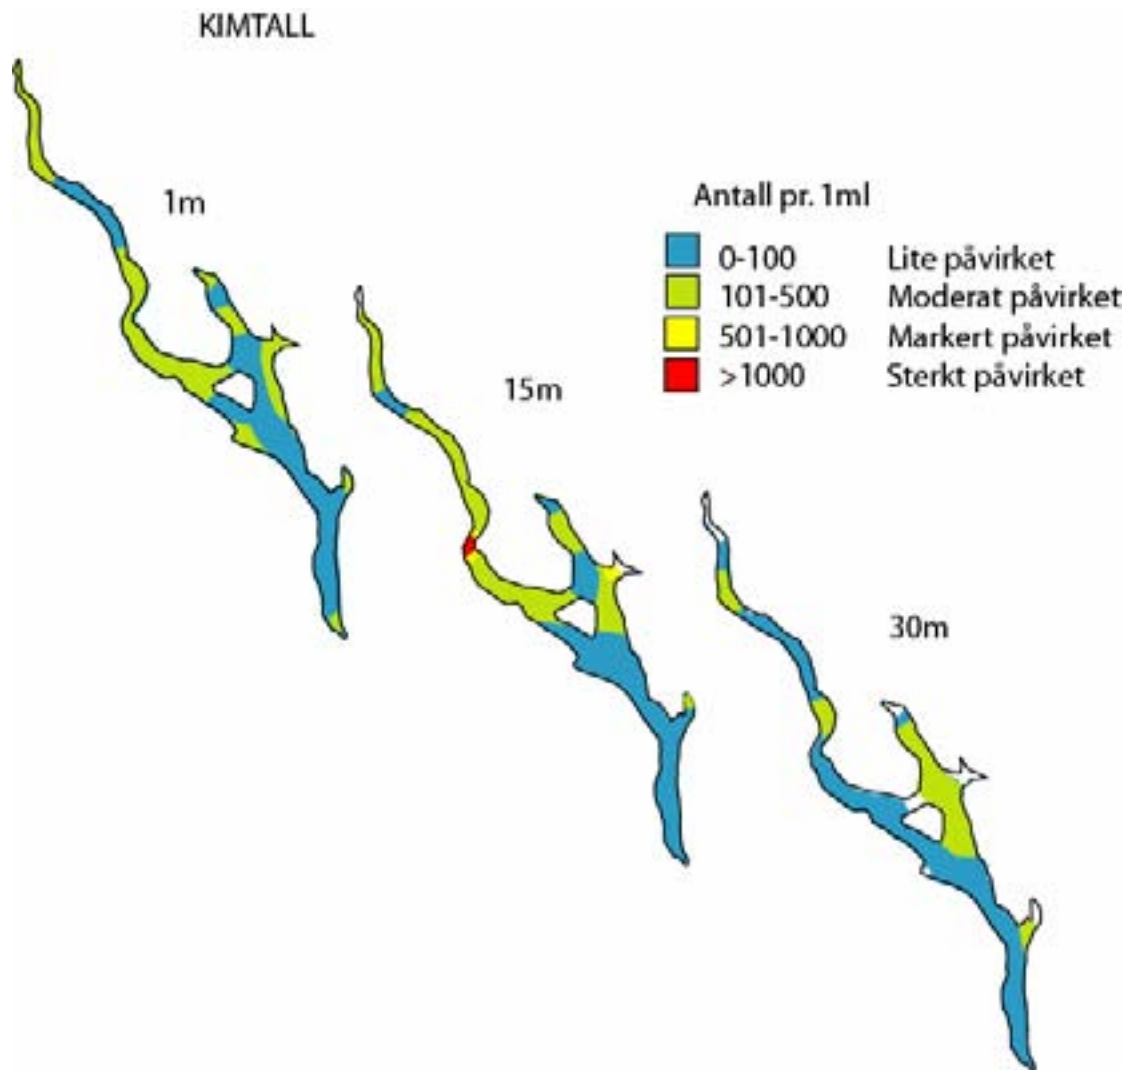 KIMTALL
1m
Antall pr. 1ml
0-100 Lite påvirket
101-500 Moderat påvirket
501-1000 Markert påvirket
>1000 Sterkt påvirket
15m
30m